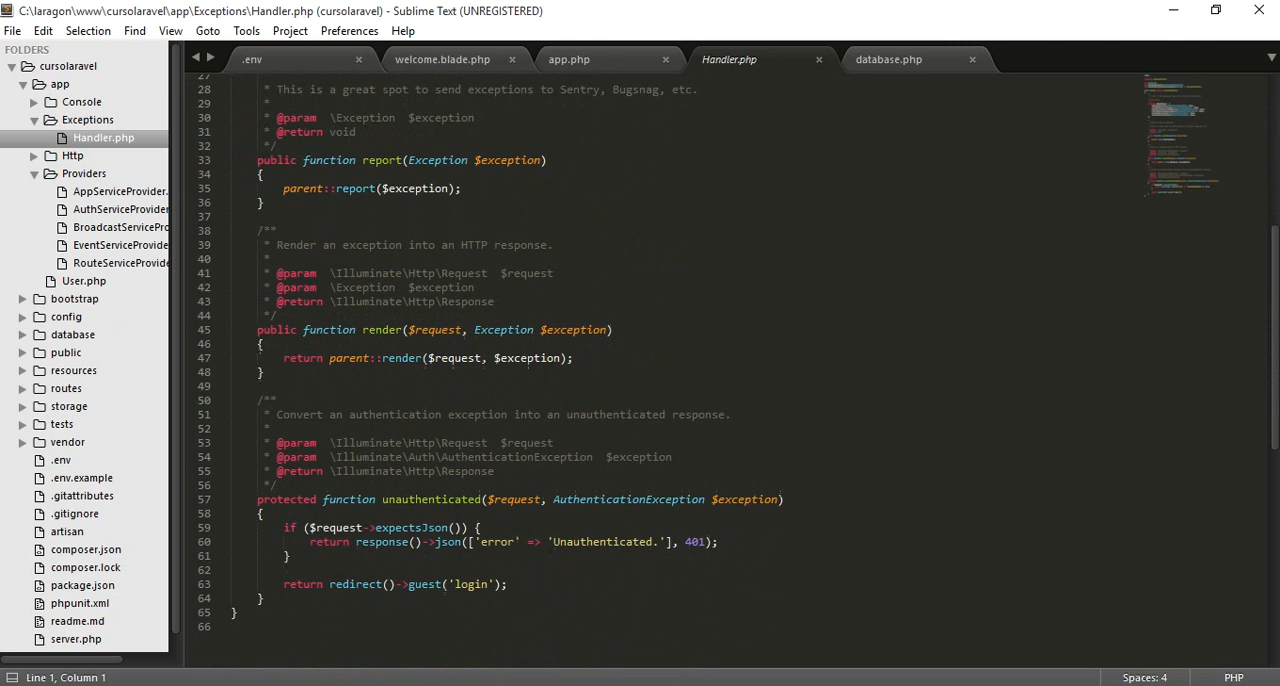 C:\laragon\www\cursolaravel\app\Exceptions\Handler.php (cursolaravel) - Sublime Text (UNREGISTERED)
File Edit Selection Find View Goto Tools Project Preferences Help
FOLDERS
cursolaravel
app
Console
Exceptions
Handler.php
Http
Providers
AppServiceProvider.
AuthServiceProvider
BroadcastServicePro
EventServiceProvide
RouteServiceProvide
User.php
bootstrap
config
database
public
resources
routes
storage
tests
vendor
.env
.env.example
.gitattributes
.gitignore
artisan
composer.json
composer.lock
package.json
phpunit.xml
readme.md
server.php
.env welcome.blade.php app.php Handler.php database.php
27
28 * This is a great spot to send exceptions to Sentry, Bugsnag, etc.
29 *
30 * @param  \Exception  $exception
31 * @return void
32 */
33 public function report(Exception $exception)
34 {
35 parent::report($exception);
36 }
37
38 /**
39 * Render an exception into an HTTP response.
40 *
41 * @param  \Illuminate\Http\Request  $request
42 * @param  \Exception  $exception
43 * @return \Illuminate\Http\Response
44 */
45 public function render($request, Exception $exception)
46 {
47 return parent::render($request, $exception);
48 }
49
50 /**
51 * Convert an authentication exception into an unauthenticated response.
52 *
53 * @param  \Illuminate\Http\Request  $request
54 * @param  \Illuminate\Auth\AuthenticationException  $exception
55 * @return \Illuminate\Http\Response
56 */
57 protected function unauthenticated($request, AuthenticationException $exception)
58 {
59 if ($request->expectsJson()) {
60 return response()->json(['error' => 'Unauthenticated.'], 401);
61 }
62
63 return redirect()->guest('login');
64 }
65 }
66
Line 1, Column 1 Spaces: 4 PHP